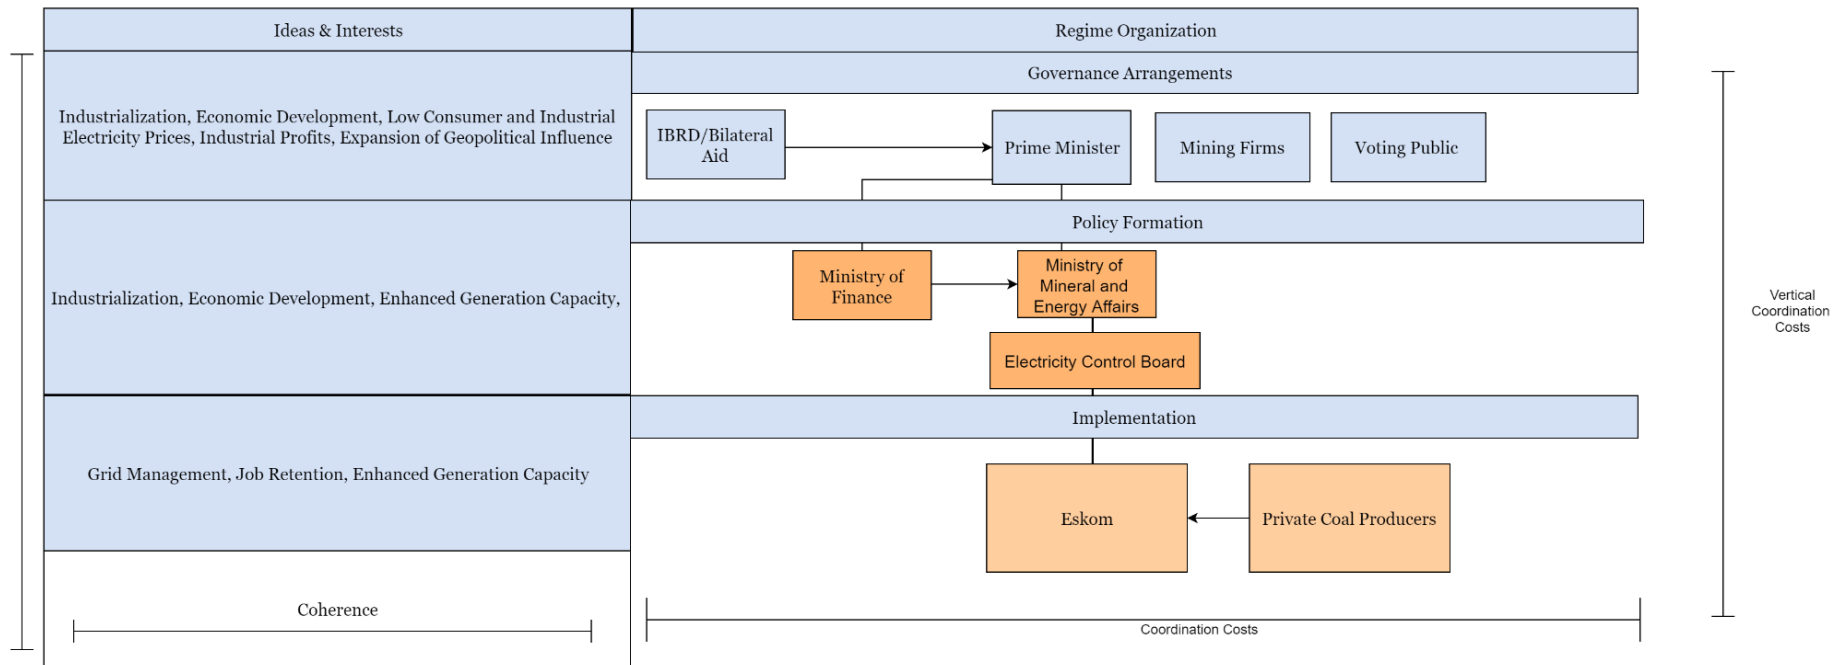 Ideas & Interests
Regime Organization
Governance Arrangements
Industrialization, Economic Development, Low Consumer and Industrial
Electricity Prices, Industrial Profits, Expansion of Geopolitical Influence
IBRD/Bilateral
Aid
Prime Minister
Mining Firms
Voting Public
Policy Formation
Industrialization, Economic Development, Enhanced Generation Capacity,
Ministry of
Finance
Ministry of
Mineral and
Energy Affairs
Electricity Control Board
Vertical
Coordination
Costs
Implementation
Grid Management, Job Retention, Enhanced Generation Capacity
Eskom
Private Coal Producers
Coherence
Coordination Costs